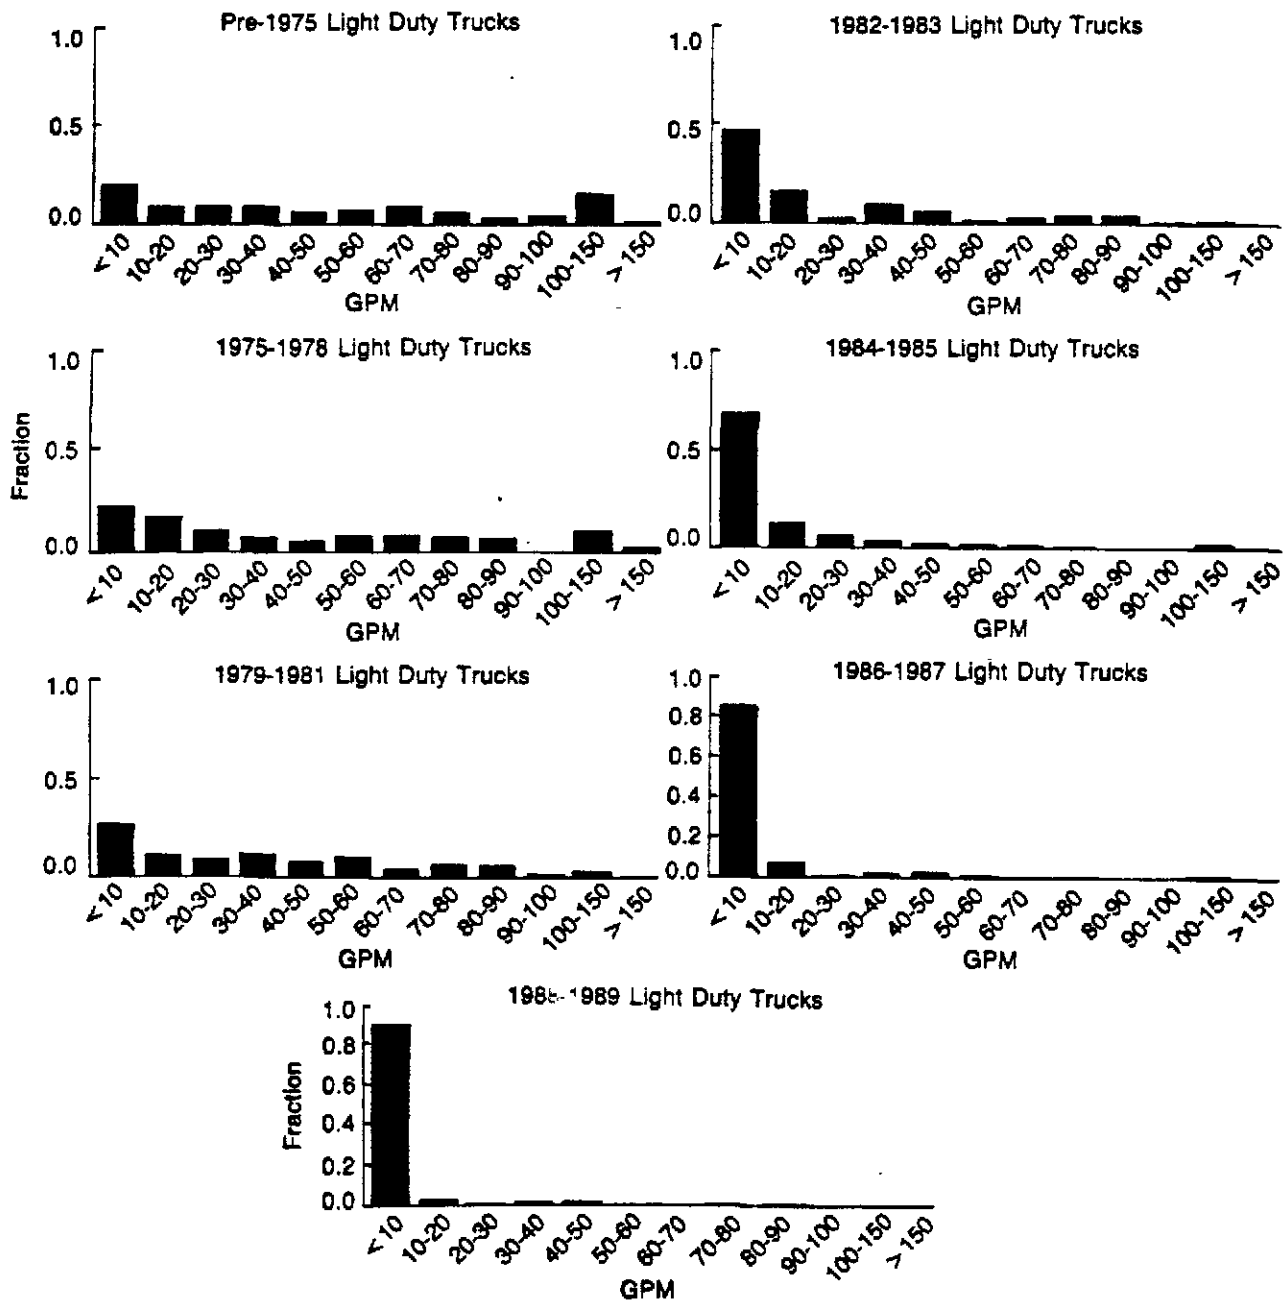 Pre-1975 Light Duty Trucks
1.0
0.5
0.0
< 10 10-20 20-30 30-40 40-50 50-60 60-70 70-80 80-90 90-100 100-150 > 150
GPM
1982-1983 Light Duty Trucks
1.0
0.5
0.0
< 10 10-20 20-30 30-40 40-50 50-60 60-70 70-80 80-90 90-100 100-150 > 150
GPM
Fraction
1975-1978 Light Duty Trucks
1.0
0.5
0.0
< 10 10-20 20-30 30-40 40-50 50-60 60-70 70-80 80-90 90-100 100-150 > 150
GPM
1984-1985 Light Duty Trucks
1.0
0.5
0.0
< 10 10-20 20-30 30-40 40-50 50-60 60-70 70-80 80-90 90-100 100-150 > 150
GPM
1979-1981 Light Duty Trucks
1.0
0.5
0.0
< 10 10-20 20-30 30-40 40-50 50-60 60-70 70-80 80-90 90-100 100-150 > 150
GPM
1986-1987 Light Duty Trucks
1.0
0.8
0.6
0.4
0.2
0.0
< 10 10-20 20-30 30-40 40-50 50-60 60-70 70-80 80-90 90-100 100-150 > 150
GPM
1988-1989 Light Duty Trucks
Fraction
1.0
0.8
0.6
0.4
0.2
0.0
< 10 10-20 20-30 30-40 40-50 50-60 60-70 70-80 80-90 90-100 100-150 > 150
GPM